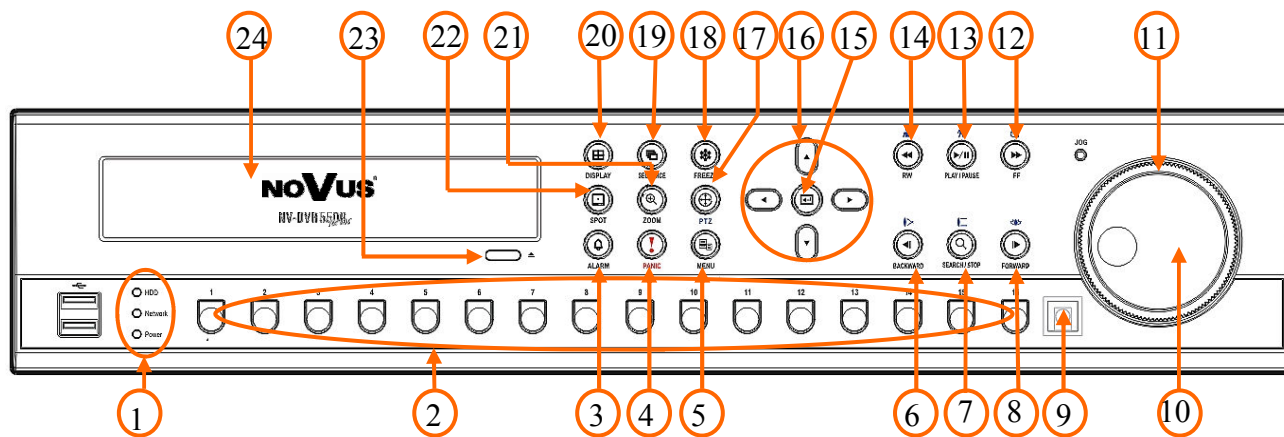 24 23 22 21 20 19 18 17 16 15 14 13 12 11
JOG
DISPLAY SEQUENCE FREEZE RW PLAY / PAUSE FF
NOVUS®
NV-DVR5508
SPOT ZOOM PTZ
ALARM PANIC MENU BACKWARD SEARCH / STOP FORWARD
HDD
Network
Power
1 2 3 4 5 6 7 8 9 10 11 12 13 14 15 16
1 2 3 4 5 6 7 8 9 10